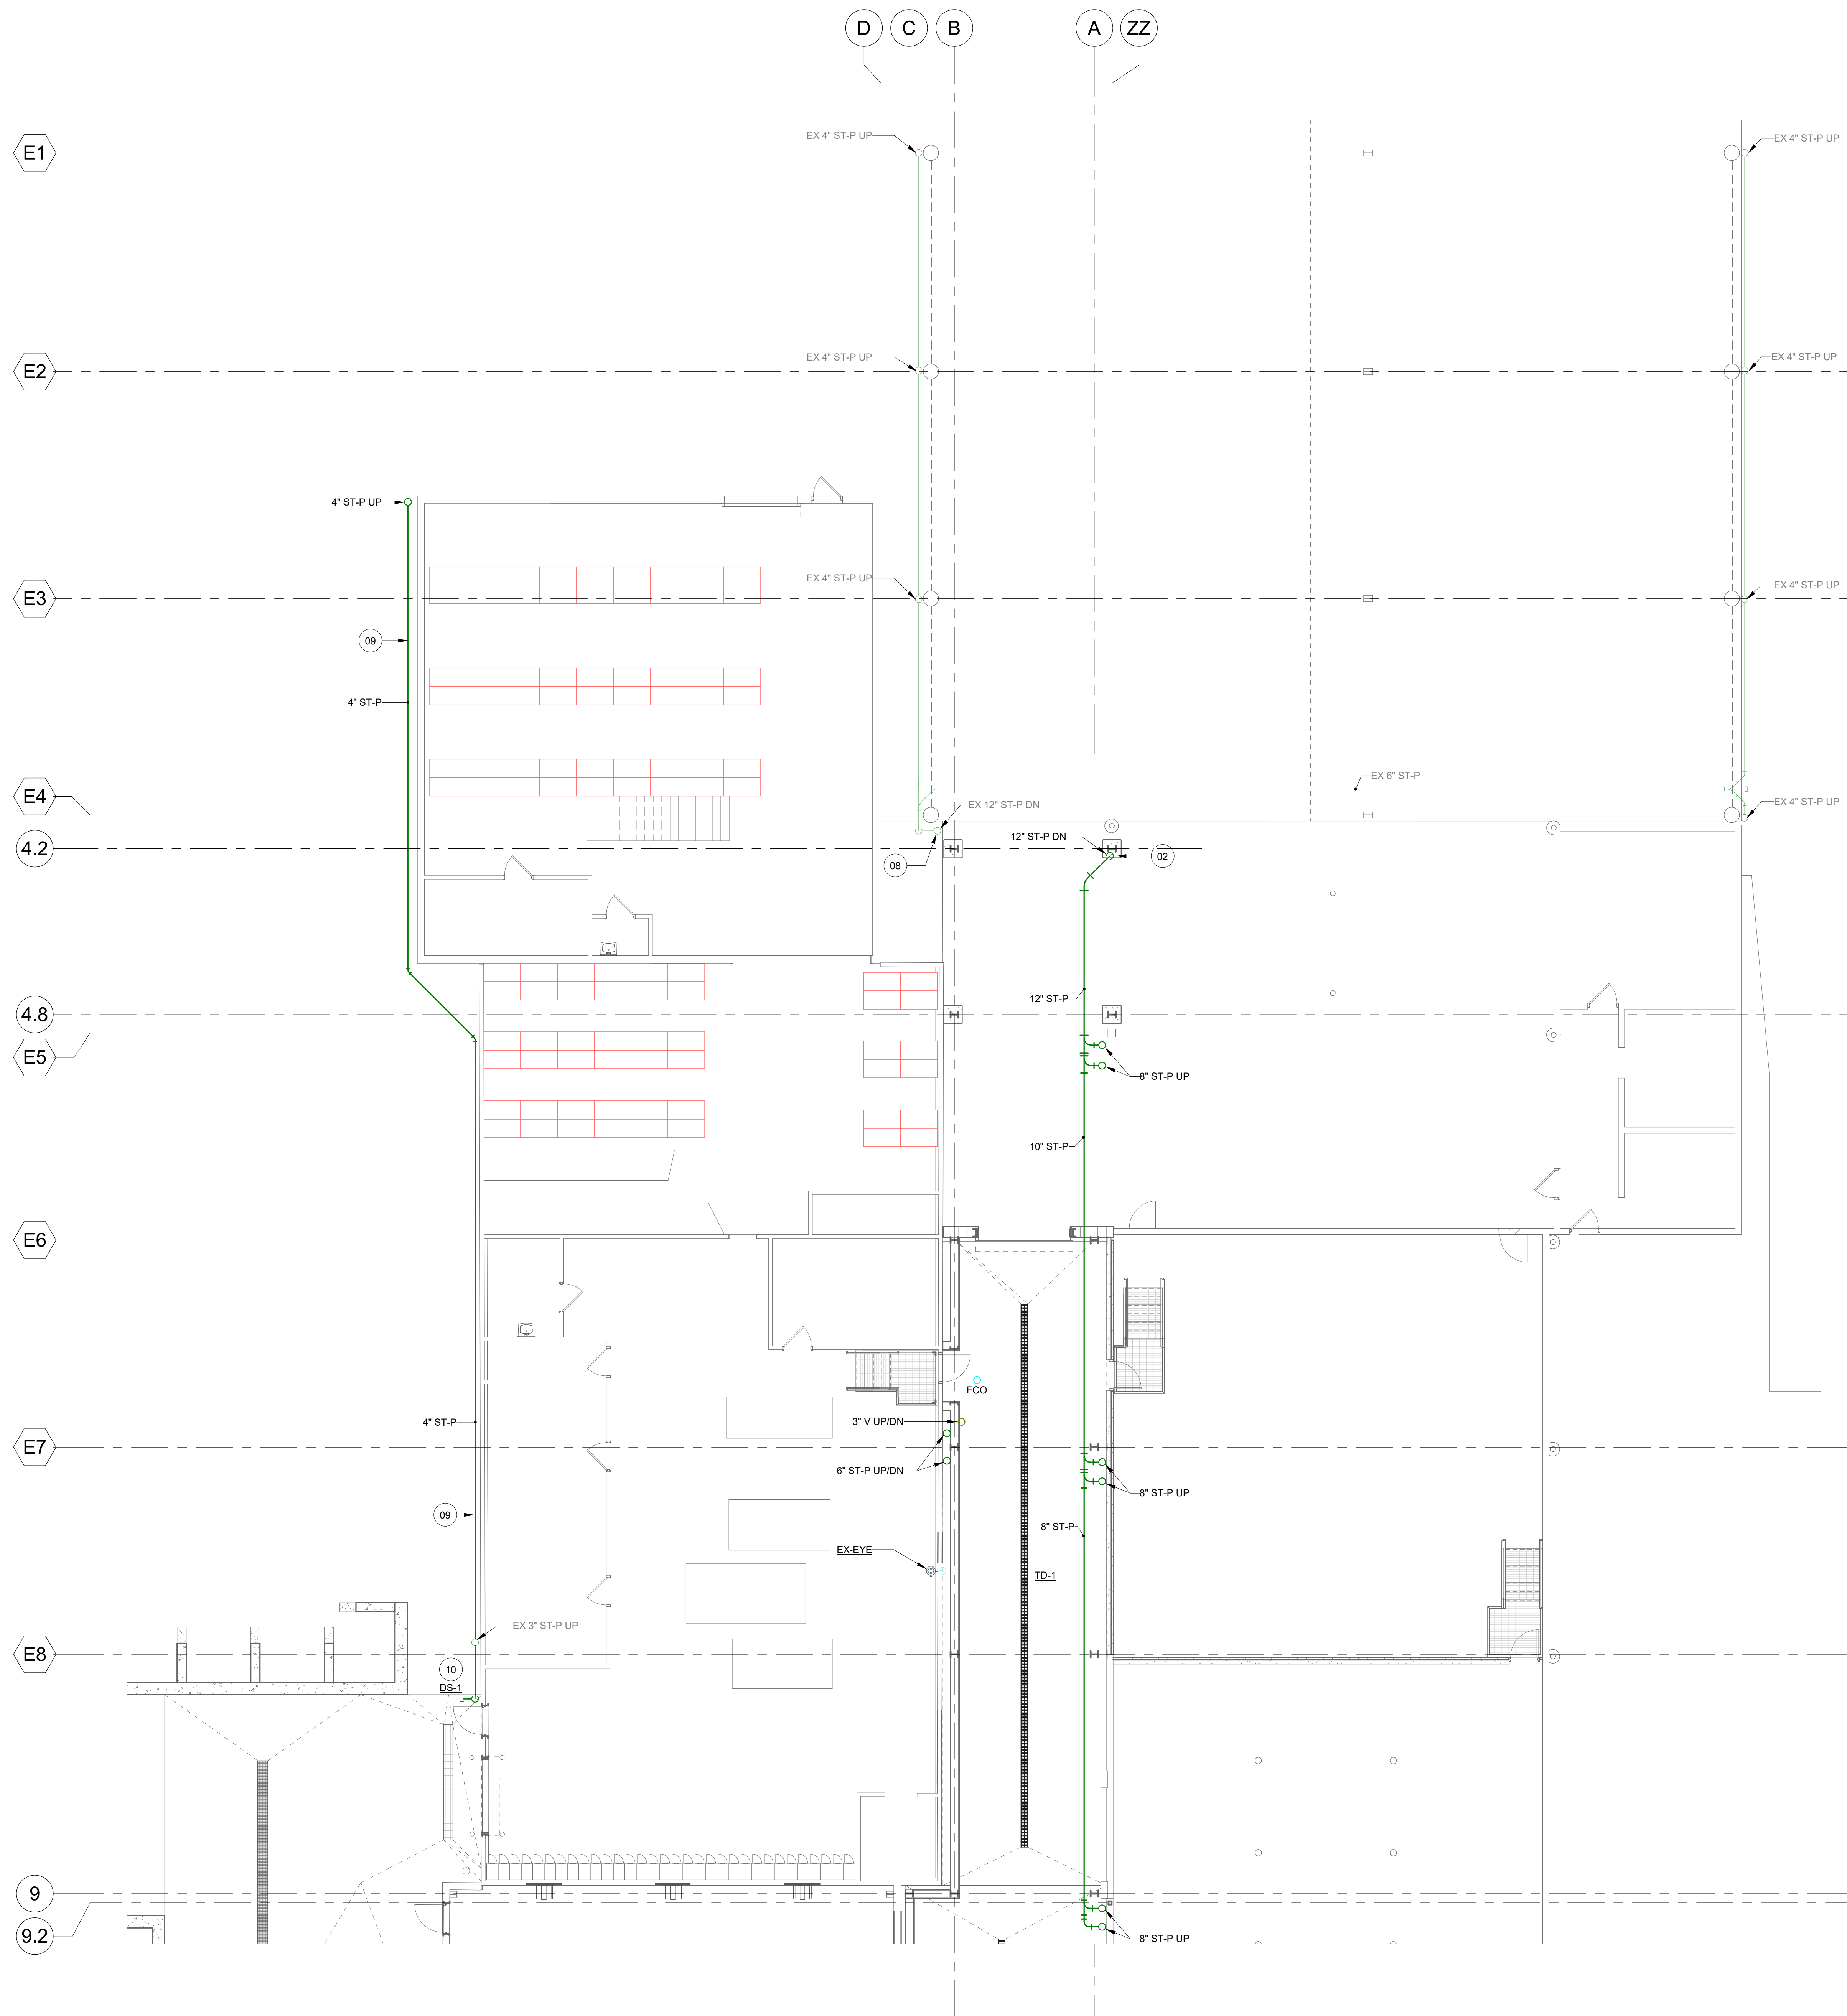 D
C
B
A
ZZ
E1
EX 4" ST-P UP
EX 4" ST-P UP
E2
EX 4" ST-P UP
EX 4" ST-P UP
4" ST-P UP
E3
EX 4" ST-P UP
EX 4" ST-P UP
09
4" ST-P
E4
EX 6" ST-P
EX 12" ST-P DN
EX 4" ST-P UP
4.2
12" ST-P DN
08
02
12" ST-P
4.8
E5
8" ST-P UP
10" ST-P
E6
FCO
4" ST-P
3" V UP/DN
E7
6" ST-P UP/DN
8" ST-P UP
09
8" ST-P
EX-EYE
TD-1
EX 3" ST-P UP
E8
10
DS-1
9
9.2
8" ST-P UP